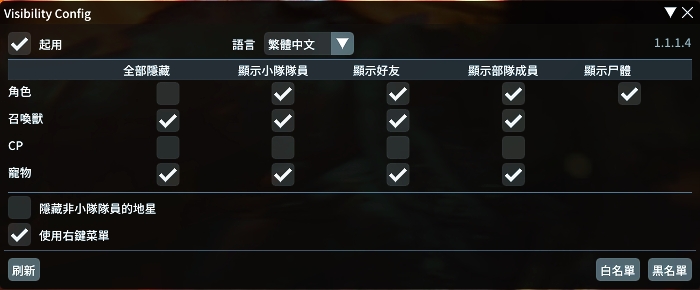 Visibility Config
起用 語言 繁體中文 1.1.1.4
全部隱藏 顯示小隊隊員 顯示好友 顯示部隊成員 顯示尸體
角色
召喚獸
CP
寵物
隱藏非小隊隊員的地星
使用右鍵菜單
刷新 白名單 黑名單